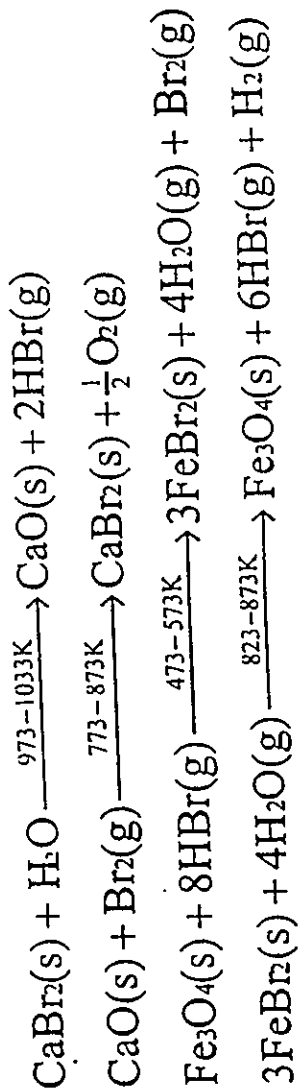 CaBr₂(s) + H₂O —973−1033K→ CaO(s) + 2HBr(g)
CaO(s) + Br₂(g) —773−873K→ CaBr₂(s) + ½O₂(g)
Fe₃O₄(s) + 8HBr(g) —473−573K→ 3FeBr₂(s) + 4H₂O(g) + Br₂(g)
3FeBr₂(s) + 4H₂O(g) —823−873K→ Fe₃O₄(s) + 6HBr(g) + H₂(g)